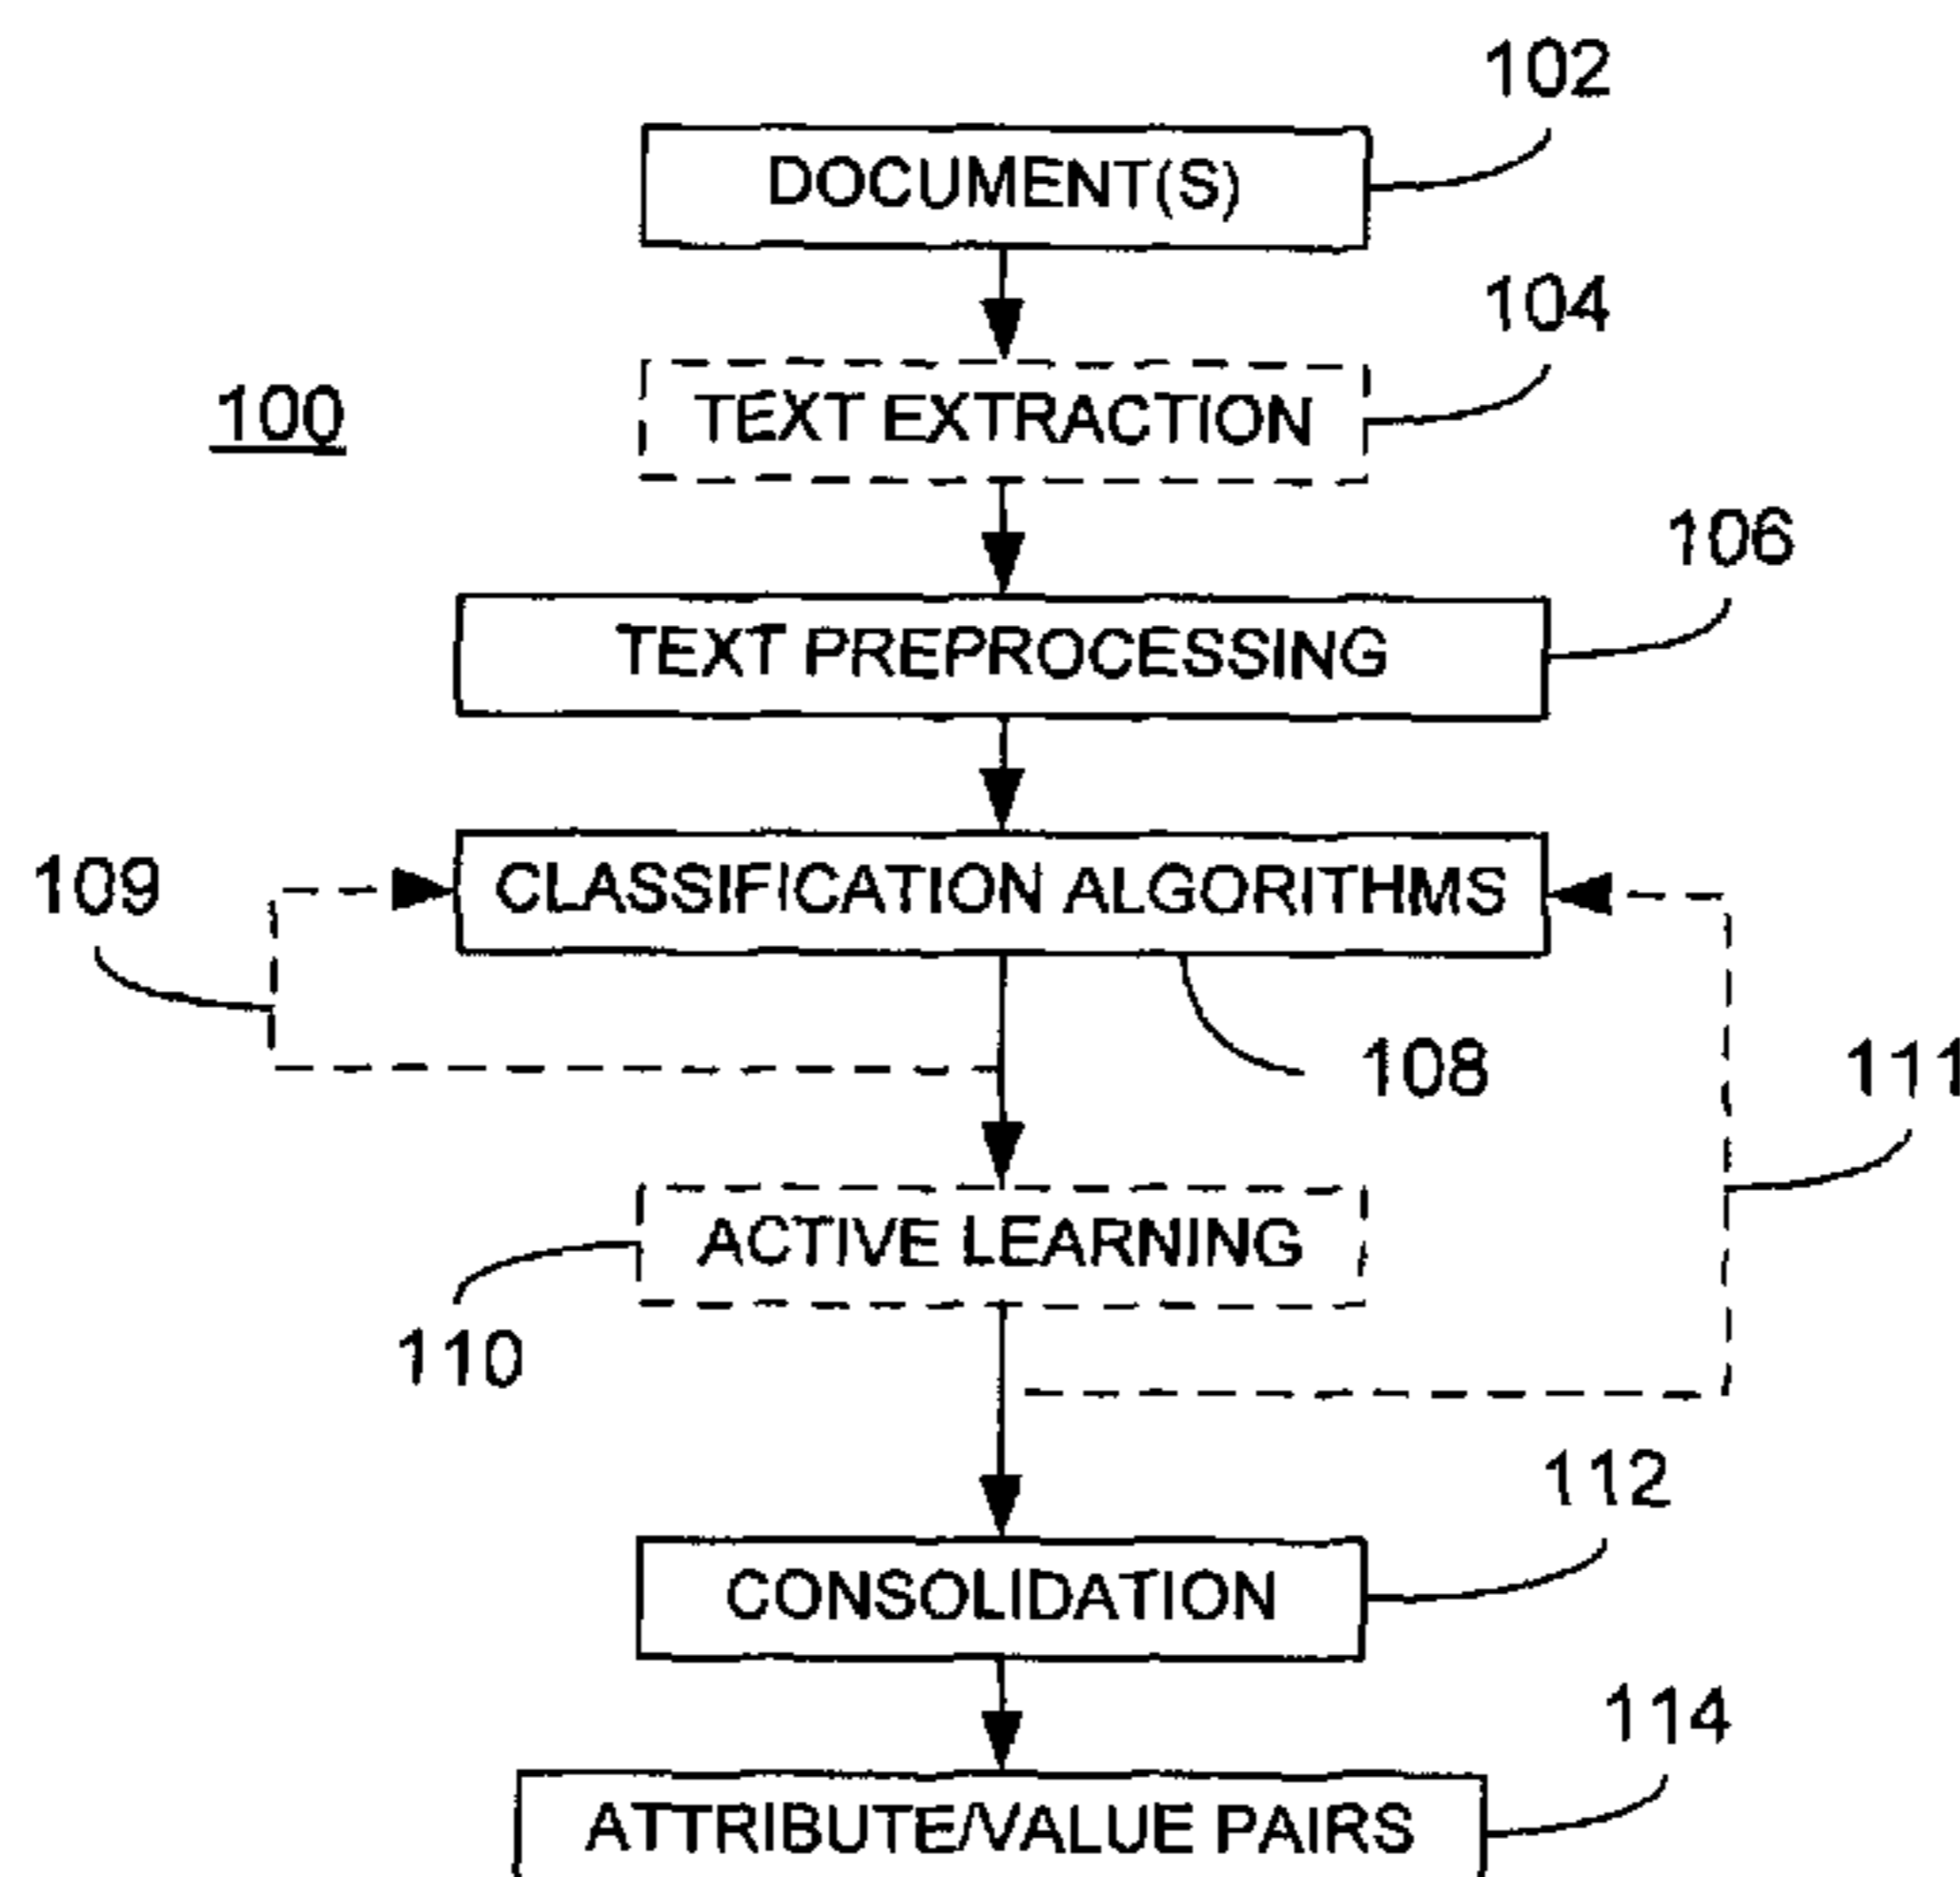 102
DOCUMENT(S)
104
100
TEXT EXTRACTION
106
TEXT PREPROCESSING
109
CLASSIFICATION ALGORITHMS
108
111
ACTIVE LEARNING
110
112
CONSOLIDATION
114
ATTRIBUTE/VALUE PAIRS